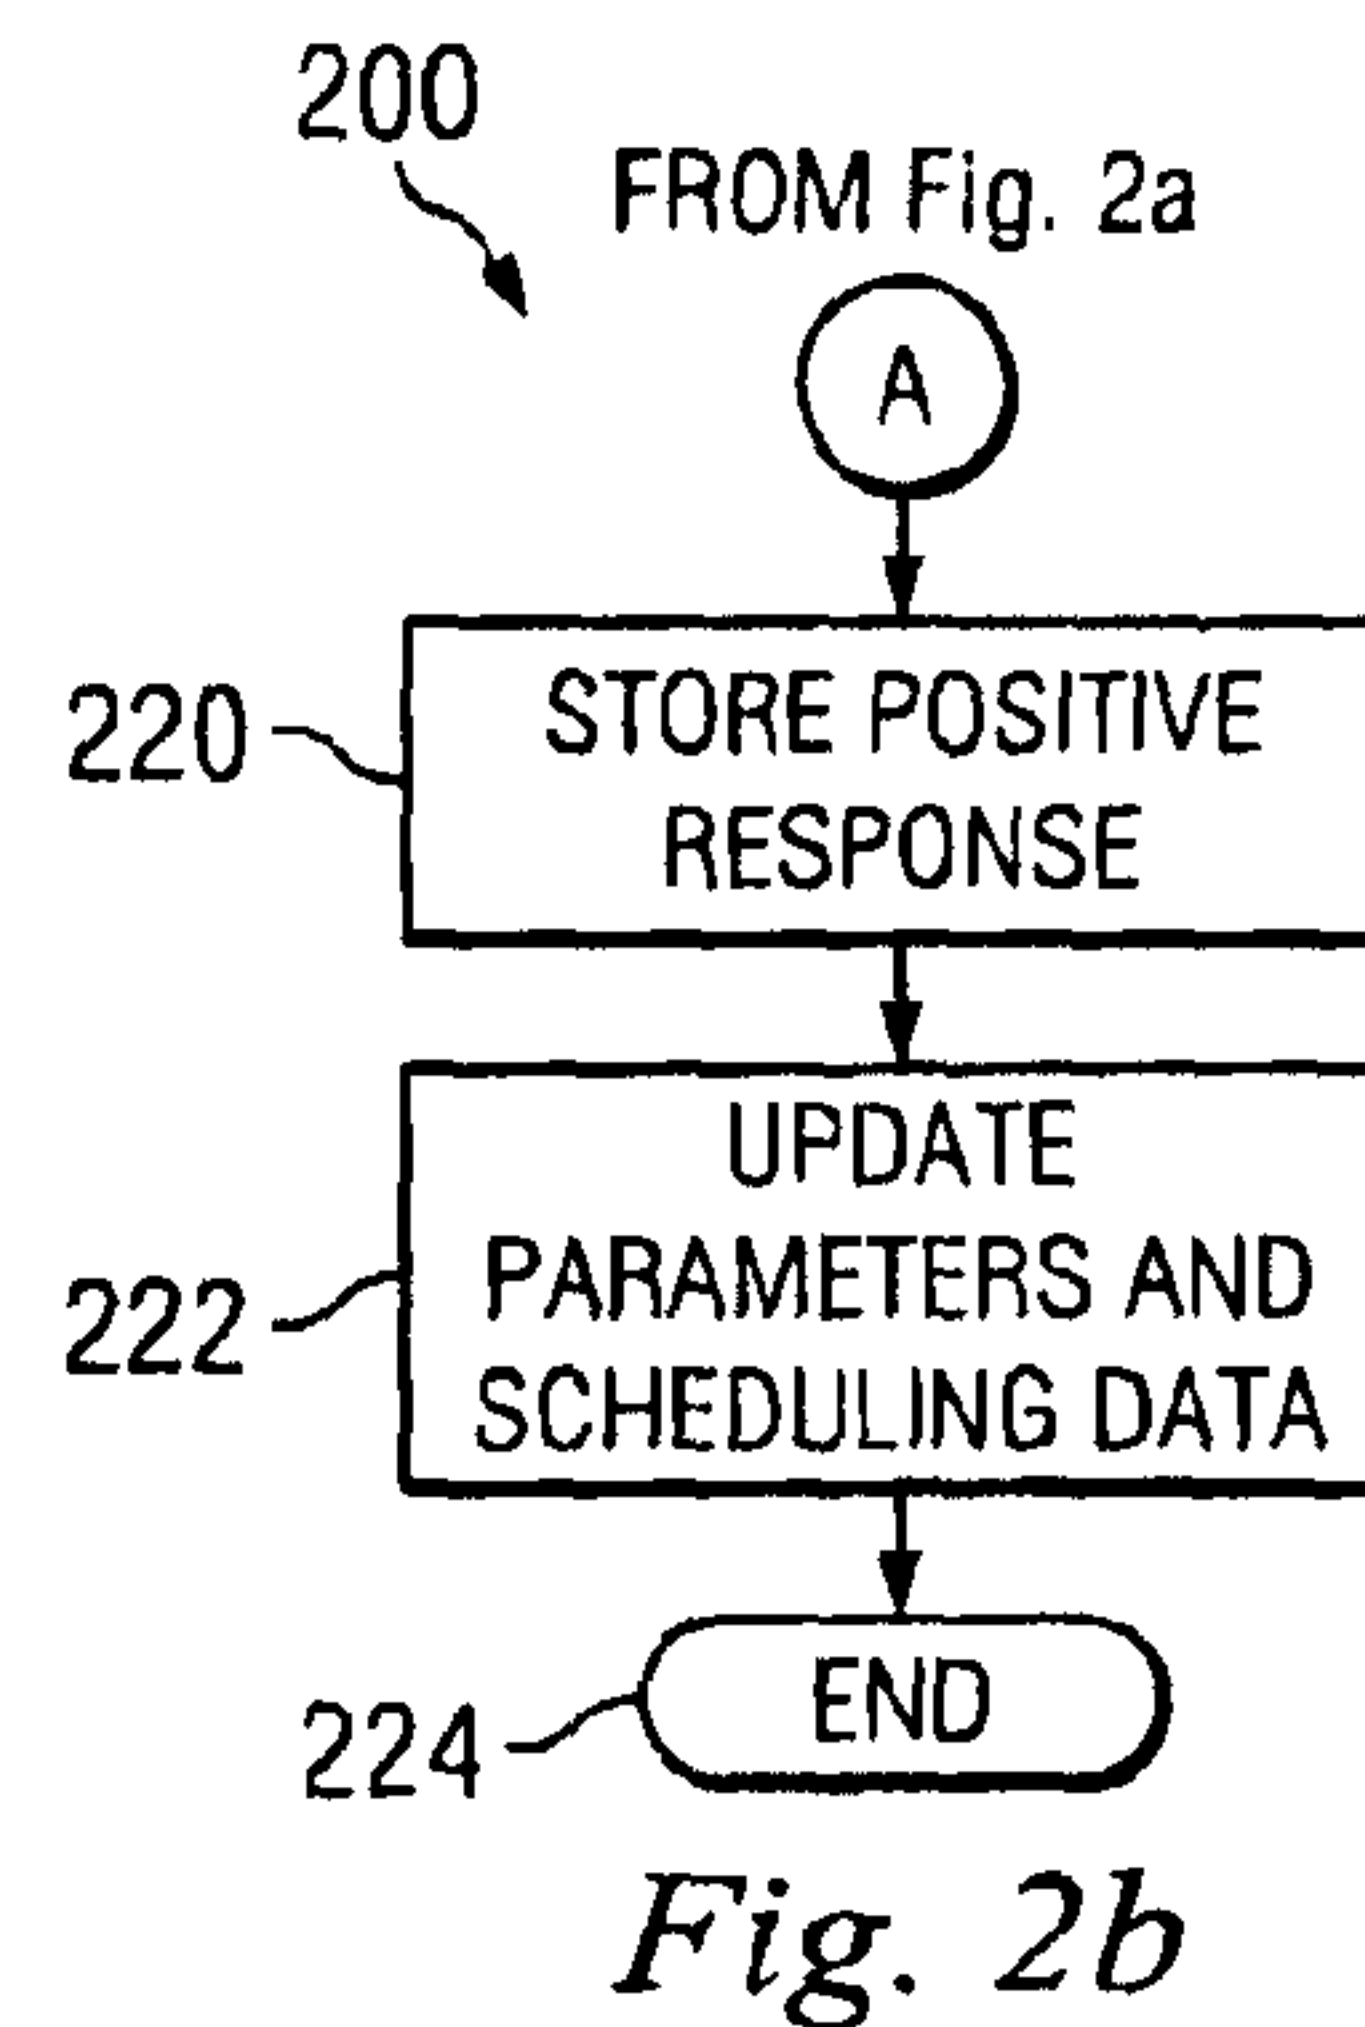 200
FROM Fig. 2a
A
220
STORE POSITIVE
RESPONSE
222
UPDATE
PARAMETERS AND
SCHEDULING DATA
224
END
Fig. 2b